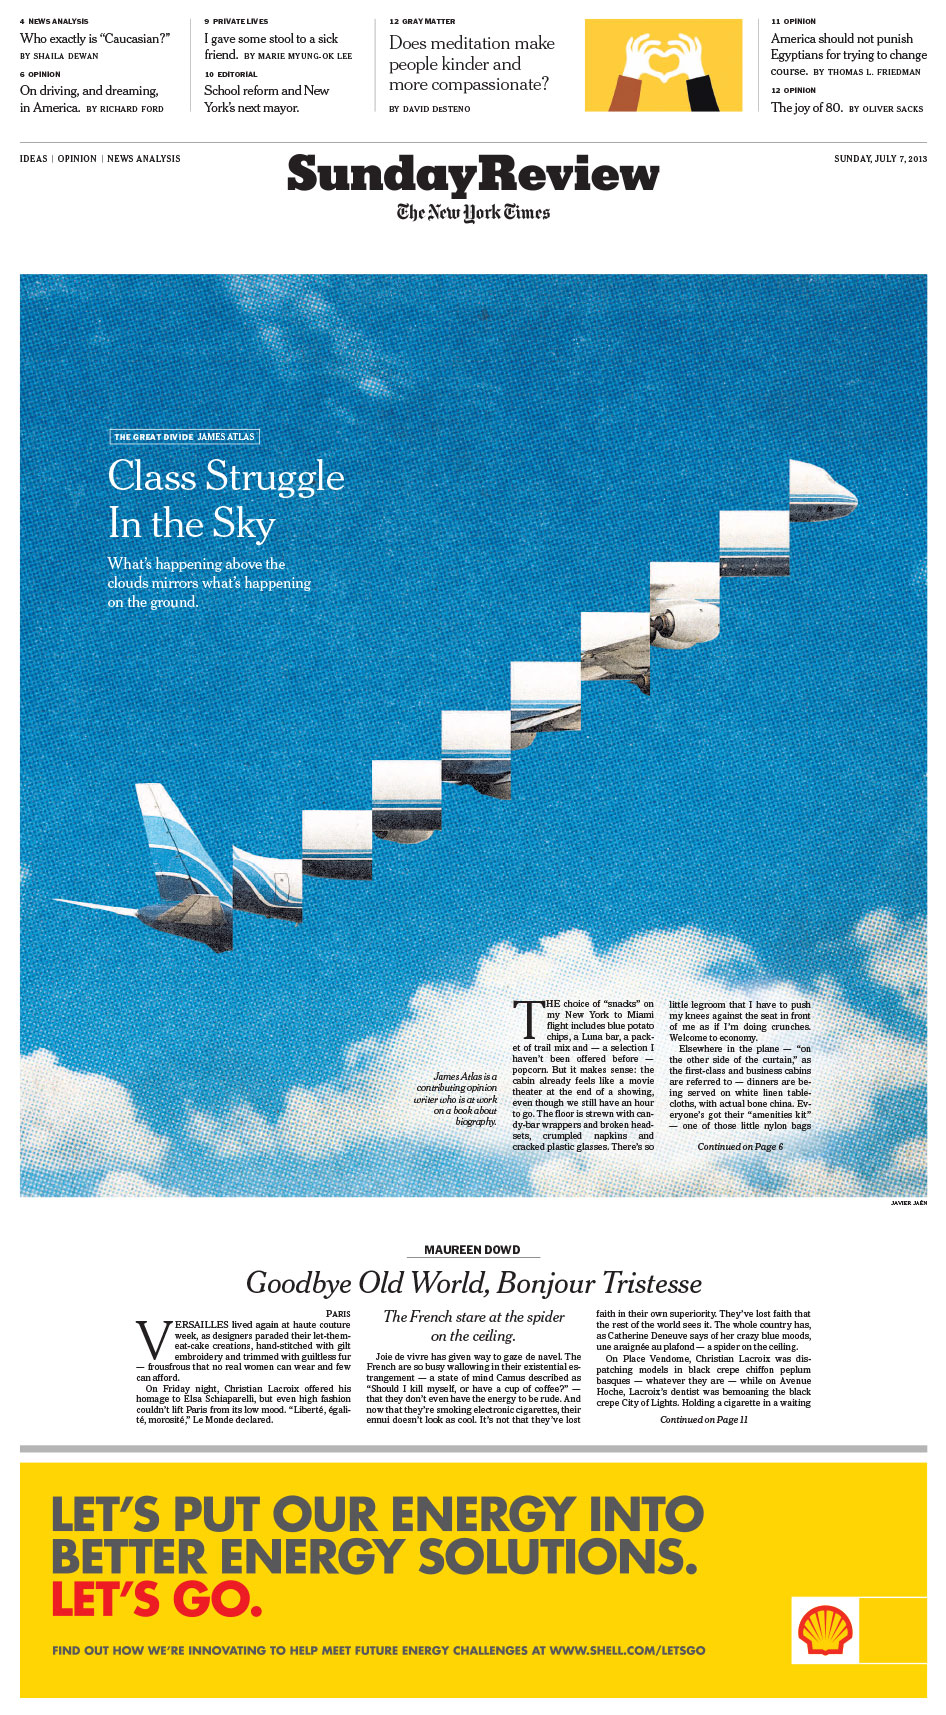 4 NEWS ANALYSIS
Who exactly is “Caucasian?”
BY SHAILA DEWAN
6 OPINION
On driving, and dreaming,
in America. BY RICHARD FORD
9 PRIVATE LIVES
I gave some stool to a sick
friend. BY MARIE MYUNG-OK LEE
10 EDITORIAL
School reform and New
York’s next mayor.
12 GRAY MATTER
Does meditation make
people kinder and
more compassionate?
BY DAVID DeSTENO
11 OPINION
America should not punish
Egyptians for trying to change
course. BY THOMAS L. FRIEDMAN
12 OPINION
The joy of 80. BY OLIVER SACKS
IDEAS | OPINION | NEWS ANALYSIS
SundayReview
The New York Times
SUNDAY, JULY 7, 2013
THE GREAT DIVIDE JAMES ATLAS
Class Struggle
In the Sky
What’s happening above the
clouds mirrors what’s happening
on the ground.
James Atlas is a
contributing opinion
writer who is at work
on a book about
biography.
THE choice of “snacks” on
my New York to Miami
flight includes blue potato
chips, a Luna bar, a pack-
et of trail mix and — a selection I
haven’t been offered before —
popcorn. But it makes sense: the
cabin already feels like a movie
theater at the end of a showing,
even though we still have an hour
to go. The floor is strewn with can-
dy-bar wrappers and broken head-
sets, crumpled napkins and
cracked plastic glasses. There’s so
little legroom that I have to push
my knees against the seat in front
of me as if I’m doing crunches.
Welcome to economy.
Elsewhere in the plane — “on
the other side of the curtain,” as
the first-class and business cabins
are referred to — dinners are be-
ing served on white linen table-
cloths, with actual bone china. Ev-
eryone’s got their “amenities kit”
— one of those little nylon bags
Continued on Page 6
JAVIER JAÉN
MAUREEN DOWD
Goodbye Old World, Bonjour Tristesse
PARIS
VERSAILLES lived again at haute couture
week, as designers paraded their let-them-
eat-cake creations, hand-stitched with gilt
embroidery and trimmed with guiltless fur
— frousfrous that no real women can wear and few
can afford.
On Friday night, Christian Lacroix offered his
homage to Elsa Schiaparelli, but even high fashion
couldn’t lift Paris from its low mood. “Liberté, égali-
té, morosité,” Le Monde declared.
The French stare at the spider
on the ceiling.
Joie de vivre has given way to gaze de navel. The
French are so busy wallowing in their existential es-
trangement — a state of mind Camus described as
“Should I kill myself, or have a cup of coffee?” —
that they don’t even have the energy to be rude. And
now that they’re smoking electronic cigarettes, their
ennui doesn’t look as cool. It’s not that they’ve lost
faith in their own superiority. They’ve lost faith that
the rest of the world sees it. The whole country has,
as Catherine Deneuve says of her crazy blue moods,
une araignée au plafond — a spider on the ceiling.
On Place Vendome, Christian Lacroix was dis-
patching models in black crepe chiffon peplum
basques — whatever they are — while on Avenue
Hoche, Lacroix’s dentist was bemoaning the black
crepe City of Lights. Holding a cigarette in a waiting
Continued on Page 11
LET’S PUT OUR ENERGY INTO
BETTER ENERGY SOLUTIONS.
LET’S GO.
FIND OUT HOW WE’RE INNOVATING TO HELP MEET FUTURE ENERGY CHALLENGES AT WWW.SHELL.COM/LETSGO